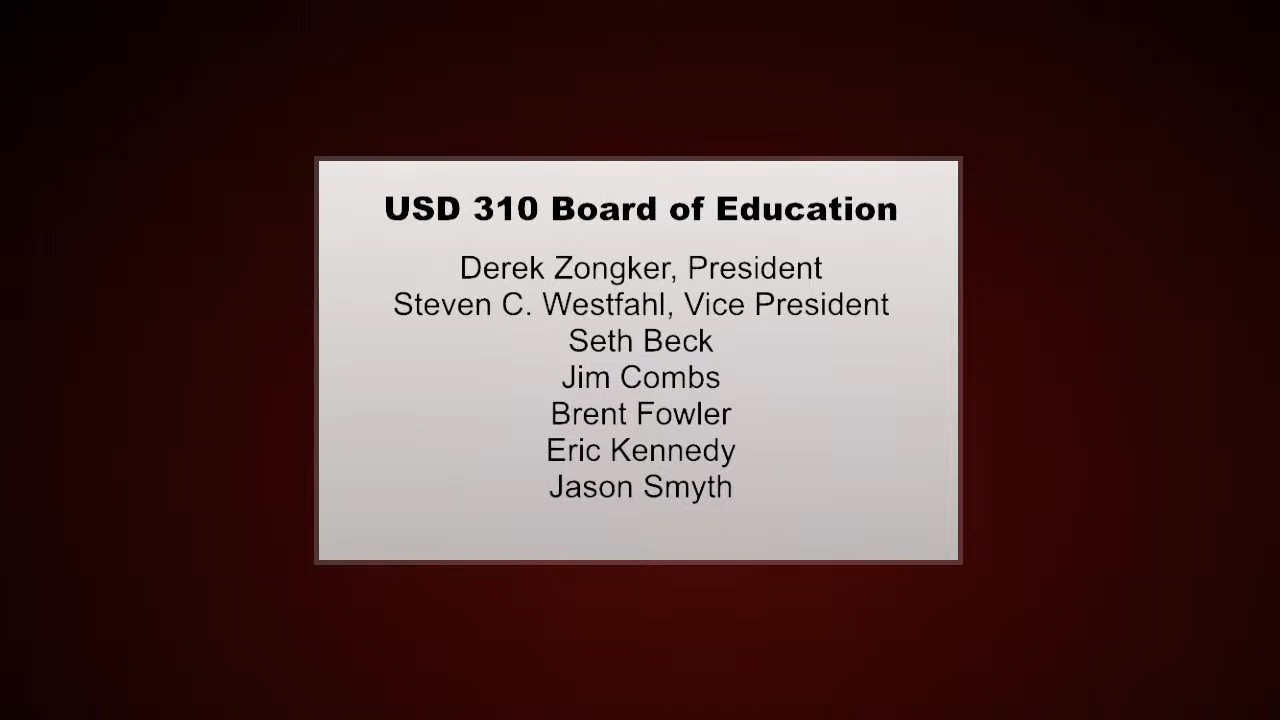 USD 310 Board of Education
Derek Zongker, President
Steven C. Westfahl, Vice President
Seth Beck
Jim Combs
Brent Fowler
Eric Kennedy
Jason Smyth